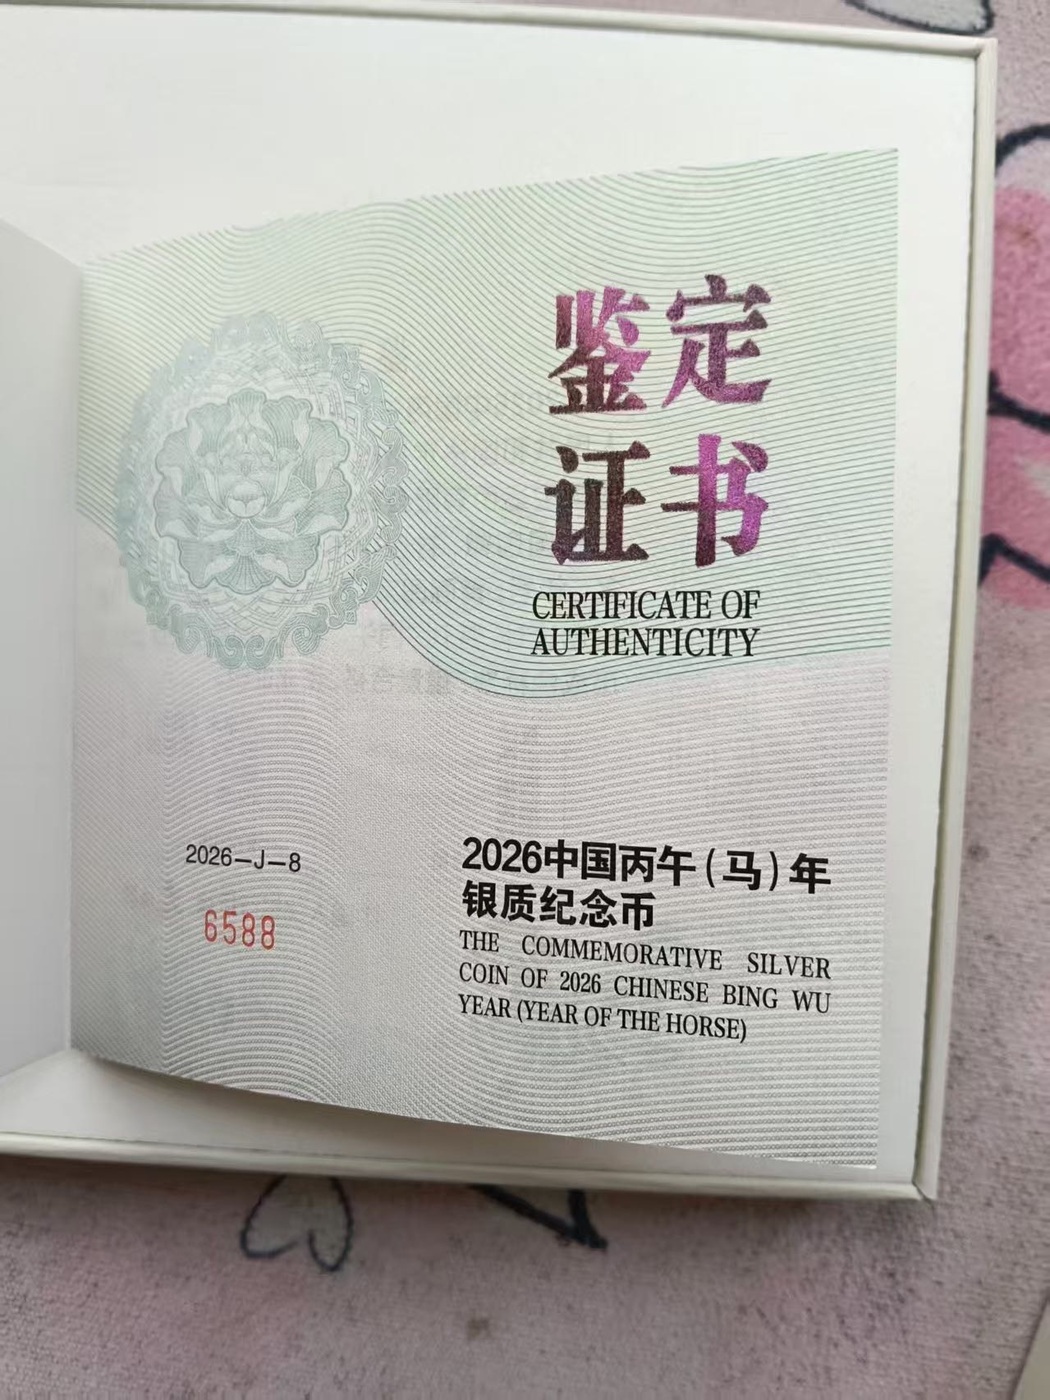 鉴定
证书
CERTIFICATE OF
AUTHENTICITY
2026—J—8
6588
2026中国丙午(马)年
银质纪念币
THE COMMEMORATIVE SILVER
COIN OF 2026 CHINESE BING WU
YEAR (YEAR OF THE HORSE)